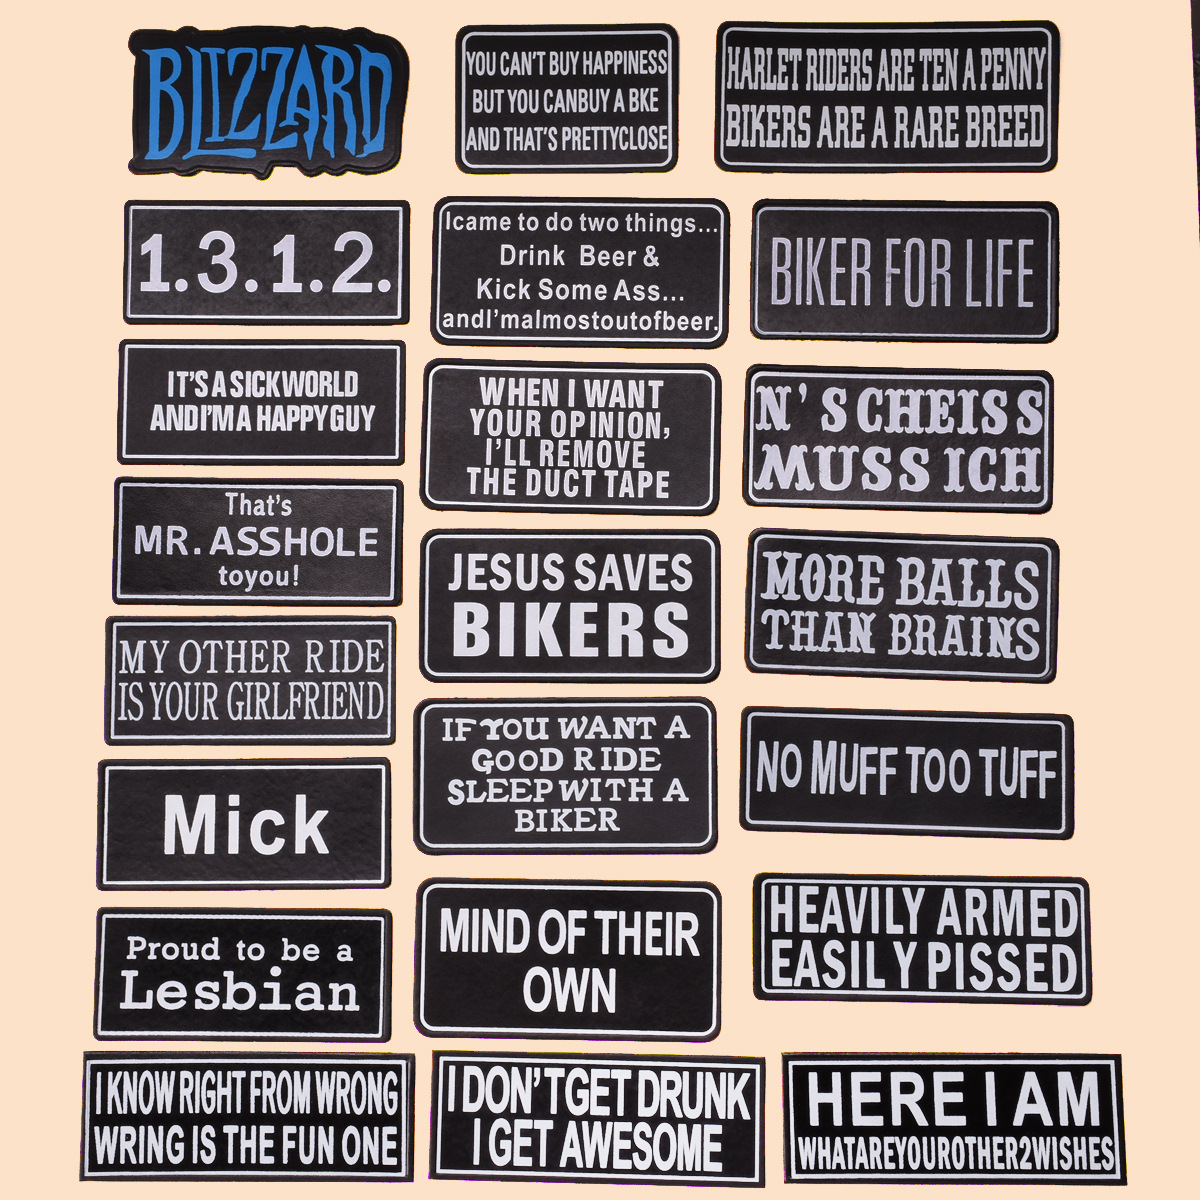 BLIZZARD
YOU CAN'T BUY HAPPINESS
BUT YOU CANBUY A BKE
AND THAT'S PRETTYCLOSE
HARLET RIDERS ARE TEN A PENNY
BIKERS ARE A RARE BREED
1.3.1.2.
Icame to do two things...
Drink Beer &
Kick Some Ass...
andI'malmostoutofbeer.
BIKER FOR LIFE
IT'S A SICKWORLD
ANDI'MA HAPPYGUY
WHEN I WANT
YOUR OPINION,
I'LL REMOVE
THE DUCT TAPE
N'SCHEISS
MUSS ICH
That's
MR. ASSHOLE
toyou!
JESUS SAVES
BIKERS
MORE BALLS
THAN BRAINS
MY OTHER RIDE
IS YOUR GIRLFRIEND
IF YOU WANT A
GOOD RIDE
SLEEP WITH A
BIKER
NO MUFF TOO TUFF
Mick
MIND OF THEIR
OWN
HEAVILY ARMED
EASILY PISSED
Proud to be a
Lesbian
I KNOW RIGHT FROM WRONG
WRING IS THE FUN ONE
I DON'TGET DRUNK
I GET AWESOME
HERE I AM
WHATAREYOUROTHER2WISHES